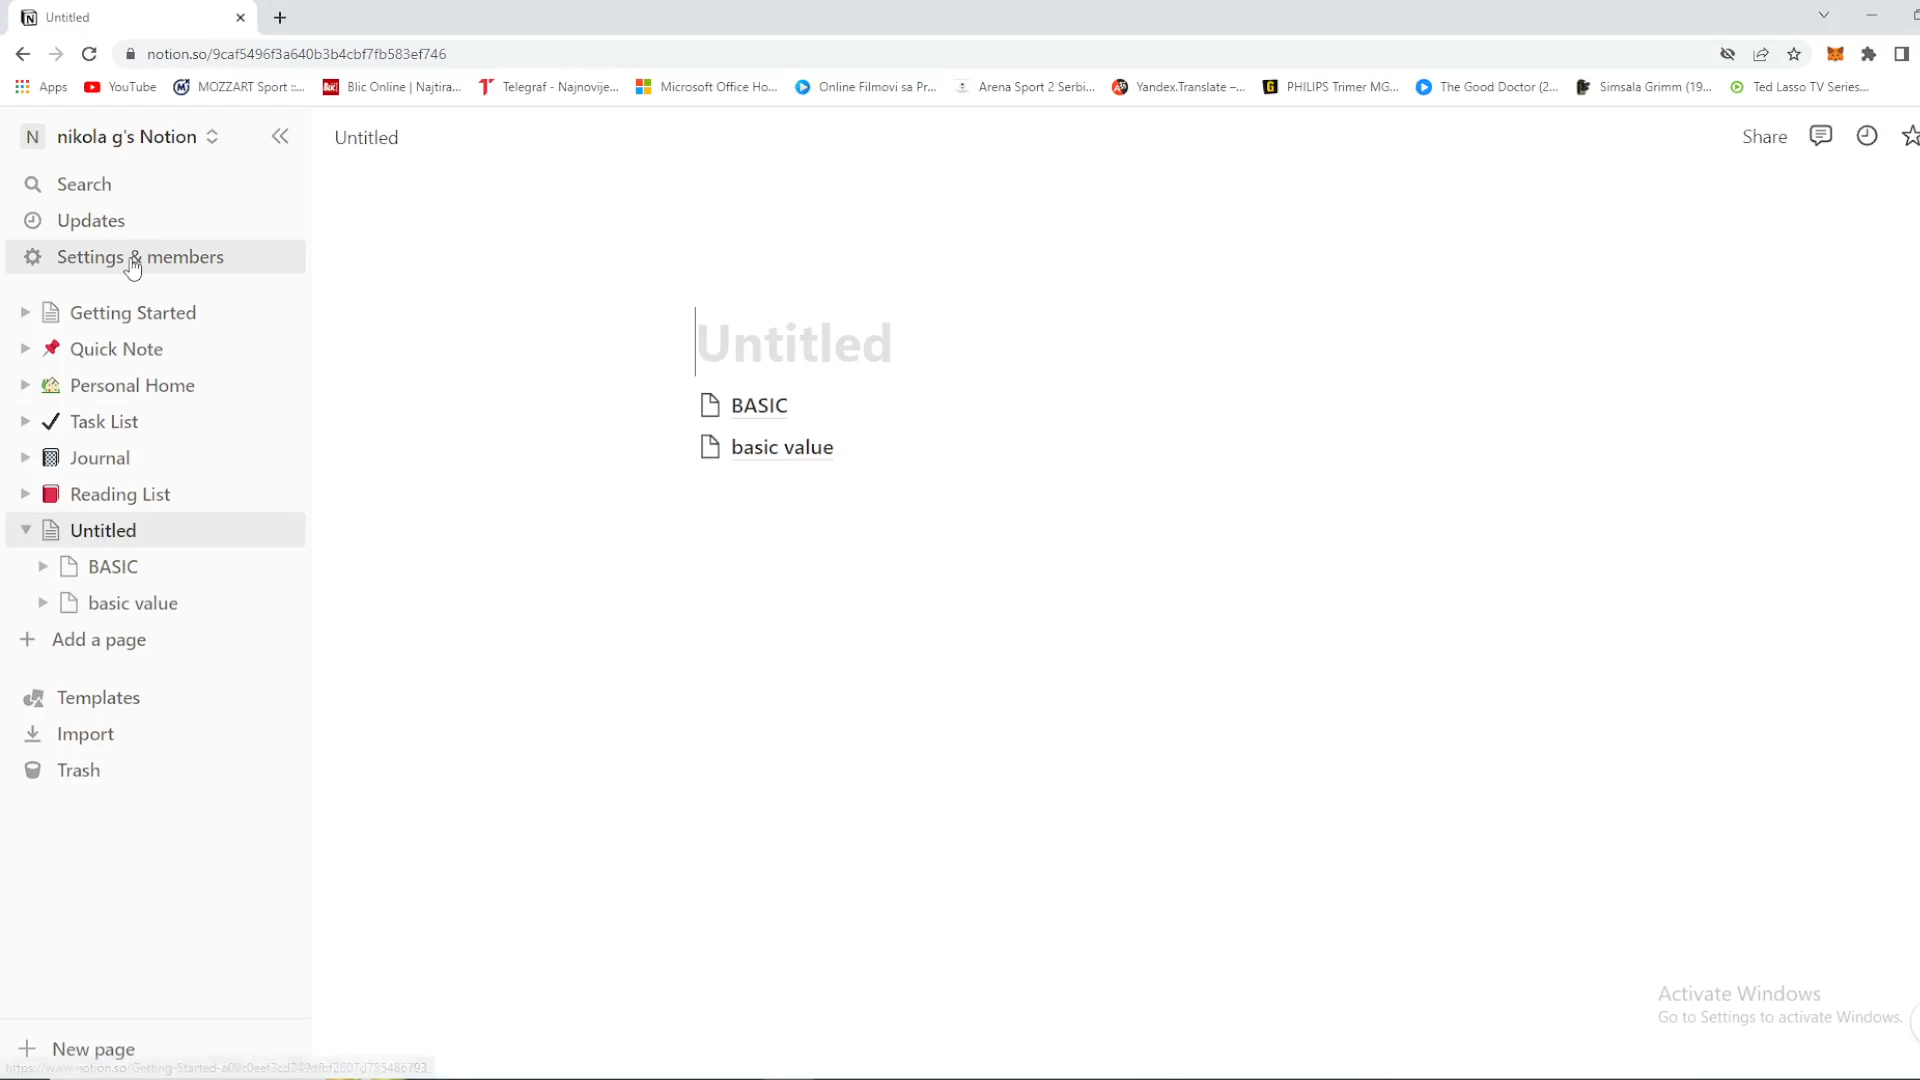 Untitled
notion.so/9caf5496f3a640b3b4cbf7fb583ef746
Apps YouTube MOZZART Sport ::... Blic Online | Najtira... Telegraf - Najnovije... Microsoft Office Ho... Online Filmovi sa Pr... Arena Sport 2 Serbi... Yandex.Translate –... PHILIPS Trimer MG... The Good Doctor (2... Simsala Grimm (19... Ted Lasso TV Series...
N nikola g's Notion
Untitled
Share
Search
Updates
Settings & members
Getting Started
Quick Note
Personal Home
Task List
Journal
Reading List
Untitled
BASIC
basic value
Add a page
Templates
Import
Trash
New page
Untitled
BASIC
basic value
Activate Windows
Go to Settings to activate Windows.